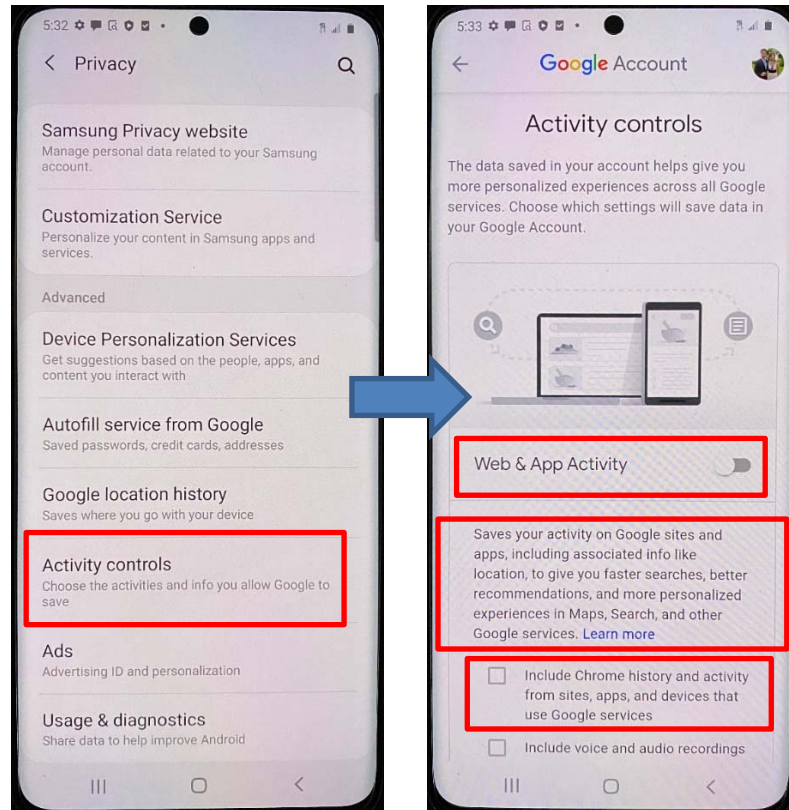 5:32
Privacy
Samsung Privacy website
Manage personal data related to your Samsung
account.
Customization Service
Personalize your content in Samsung apps and
services.
Advanced
Device Personalization Services
Get suggestions based on the people, apps, and
content you interact with
Autofill service from Google
Saved passwords, credit cards, addresses
Google location history
Saves where you go with your device
Activity controls
Choose the activities and info you allow Google to
save
Ads
Advertising ID and personalization
Usage & diagnostics
Share data to help improve Android
5:33
Google Account
Activity controls
The data saved in your account helps give you
more personalized experiences across all Google
services. Choose which settings will save data in
your Google Account.
Web & App Activity
Saves your activity on Google sites and
apps, including associated info like
location, to give you faster searches, better
recommendations, and more personalized
experiences in Maps, Search, and other
Google services. Learn more
Include Chrome history and activity
from sites, apps, and devices that
use Google services
Include voice and audio recordings